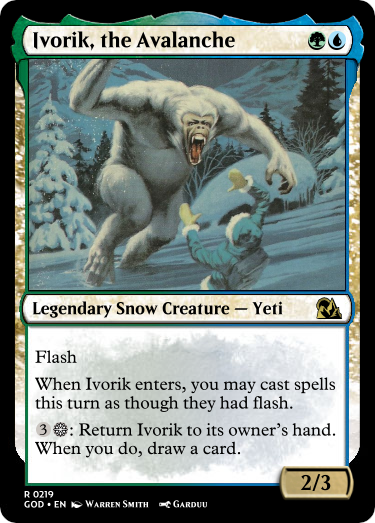 Ivorik, the Avalanche
Legendary Snow Creature — Yeti
Flash
When Ivorik enters, you may cast spells
this turn as though they had flash.
3 : Return Ivorik to its owner's hand.
When you do, draw a card.
2/3
R 0219
GOD • EN Warren Smith Garduu